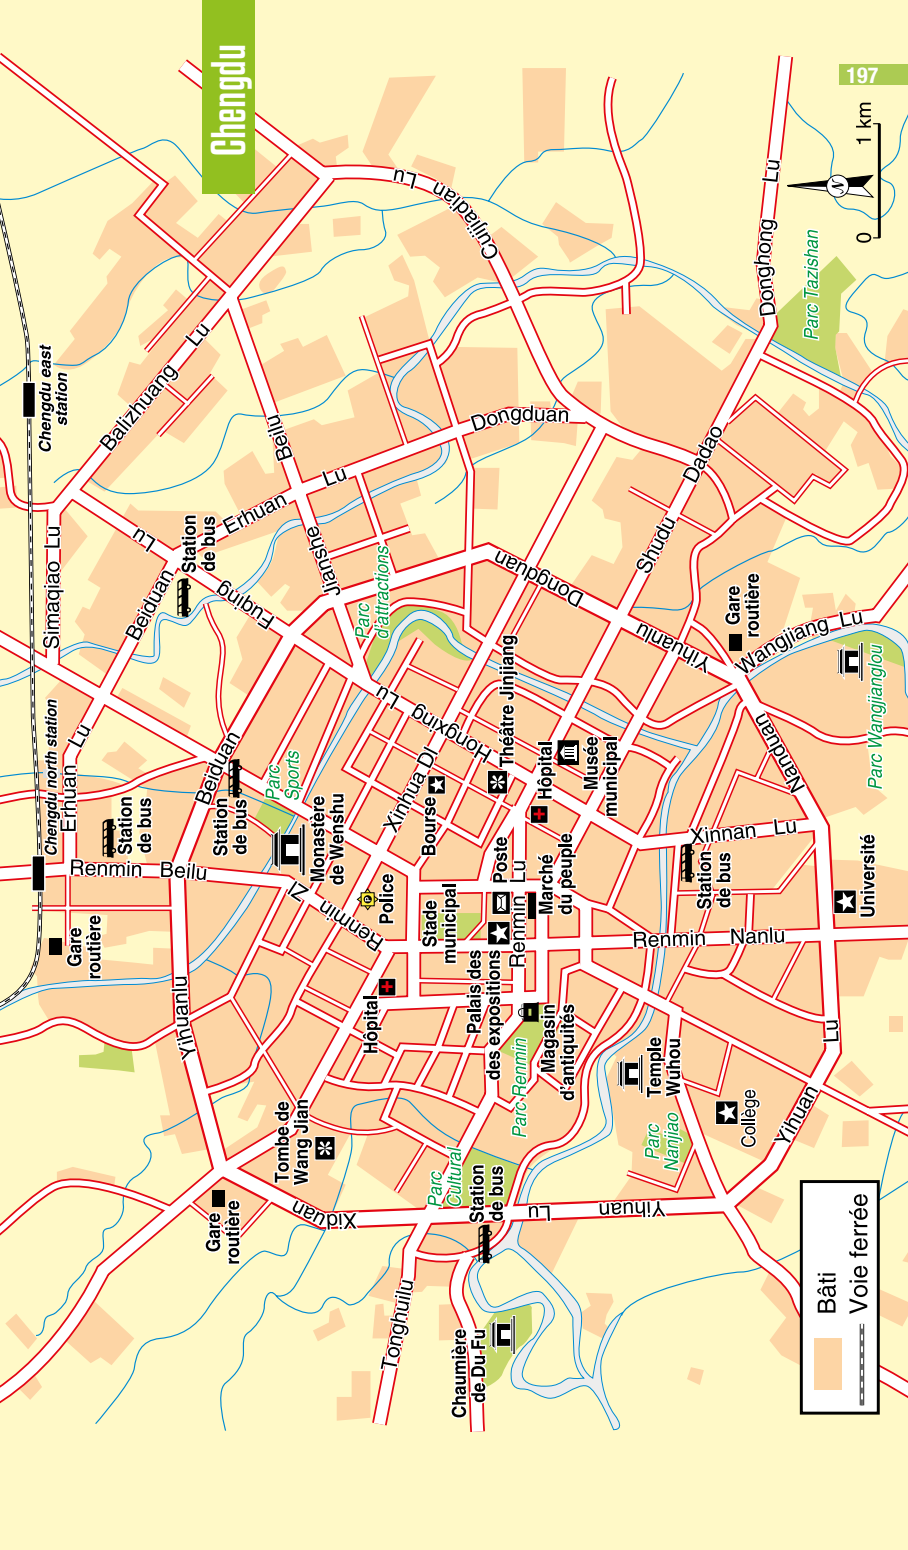 Chengdu
197
0 1 km
N
Chengdu east
station
Chengdu north station
Simaqiao Lu
Balizhuang Lu
Beilu
Jianshe
Erhuan Lu
Dongduan
Cuijiadian Lu
Donghong Lu
Parc Tazishan
Shudu Dadao
Lu
Fuqing
Station
de bus
Beiduan
Erhuan Lu
Parc
d'attractions
Dongduan
Yihuanlu
Gare
routière
Wangjiang Lu
Parc Wangjianglou
Nanduan
Station
de bus
Station
de bus
Beiduan
Parc
Sports
Monastère
de Wenshu
Lu
Hongxing
Xinhua DI
Bourse
Théâtre Jinjiang
Hôpital
Musée
municipal
Renmin Beilu
Renmin ZI
Police
Stade
municipal
Poste
Renmin Lu
Marché
du peuple
Xinnan Lu
Station
de bus
Université
Renmin Nanlu
Gare
routière
Yihuanlu
Hôpital
Palais des
des expositions
Parc Renmin
Magasin
d'antiquités
Temple
Wuhou
Collège
Parc
Nanjiao
Yihuan Lu
Tombe de
Wang Jian
Gare
routière
Xiduan
Parc
Cultural
Station
de bus
Lu
Yihuan
Tonghuilu
Chaumière
de Du-Fu
Bâti
Voie ferrée